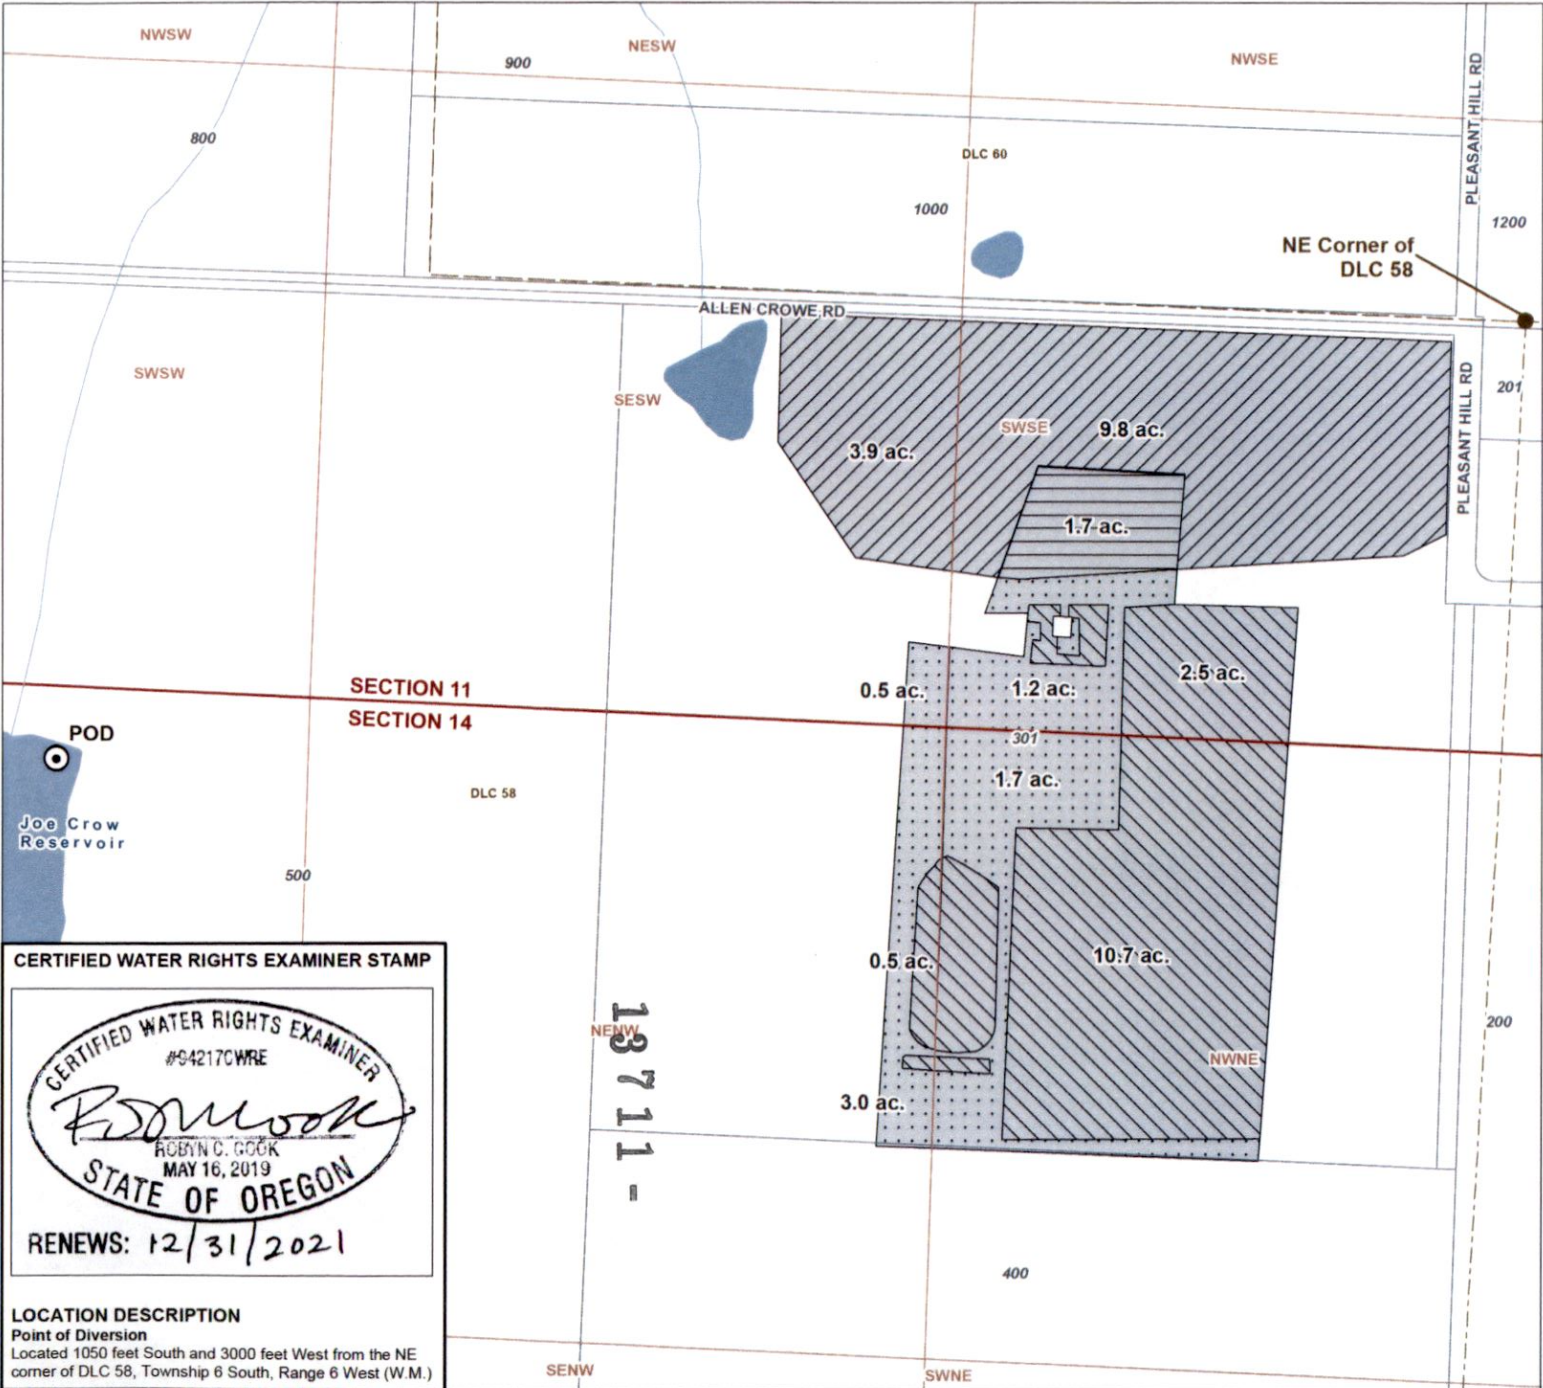 NWSW
NESW
NWSE
900
800
DLC 60
1000
PLEASANT HILL RD
1200
NE Corner of
DLC 58
ALLEN CROWE RD
SWSW
SESW
SWSE
9.8 ac.
3.9 ac.
201
PLEASANT HILL RD
1.7 ac.
2.5 ac.
0.5 ac.
1.2 ac.
SECTION 11
SECTION 14
301
POD
1.7 ac.
DLC 58
Joe Crow
Reservoir
500
0.5 ac.
10.7 ac.
NENW
13711-
200
NWNE
3.0 ac.
400
SENW
SWNE
CERTIFIED WATER RIGHTS EXAMINER STAMP
CERTIFIED WATER RIGHTS EXAMINER
#94217CWRE
ROBYN C. COOK
MAY 16, 2019
STATE OF OREGON
RENEWS: 12/31/2021
LOCATION DESCRIPTION
Point of Diversion
Located 1050 feet South and 3000 feet West from the NE
corner of DLC 58, Township 6 South, Range 6 West (W.M.)